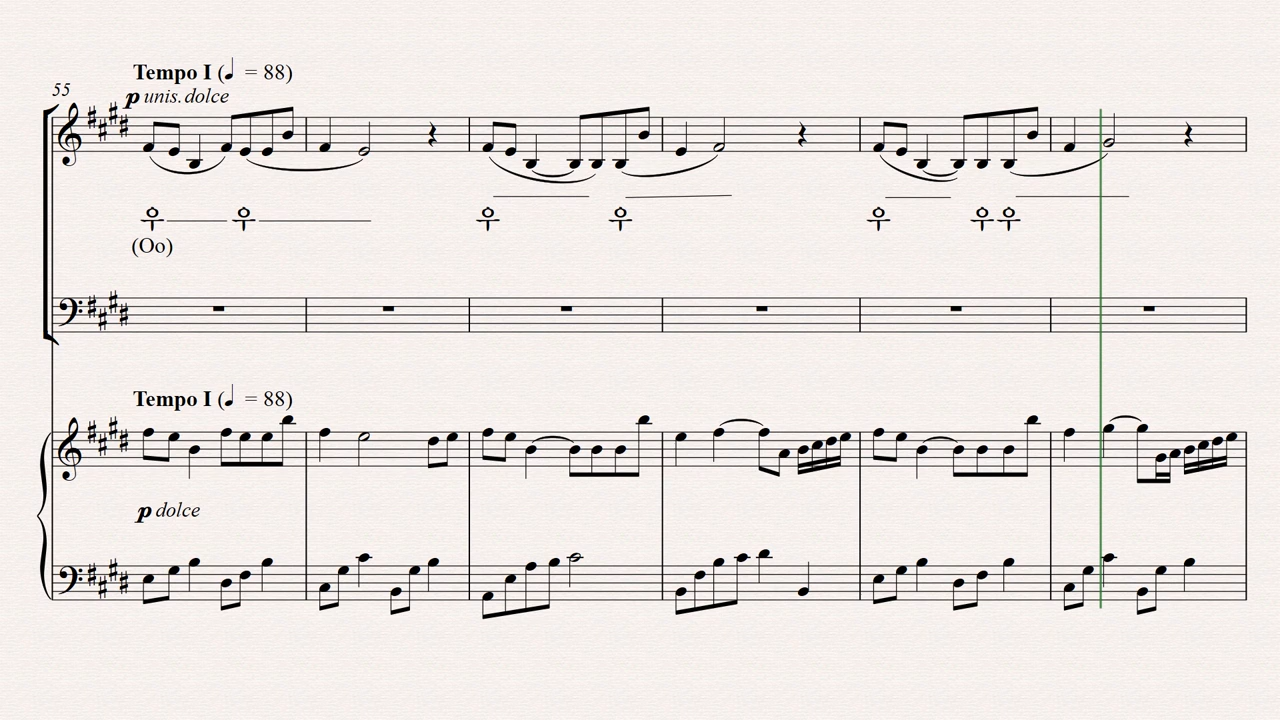 Tempo I (♩ = 88)
55
p unis. dolce
(Oo)
Tempo I (♩ = 88)
p dolce